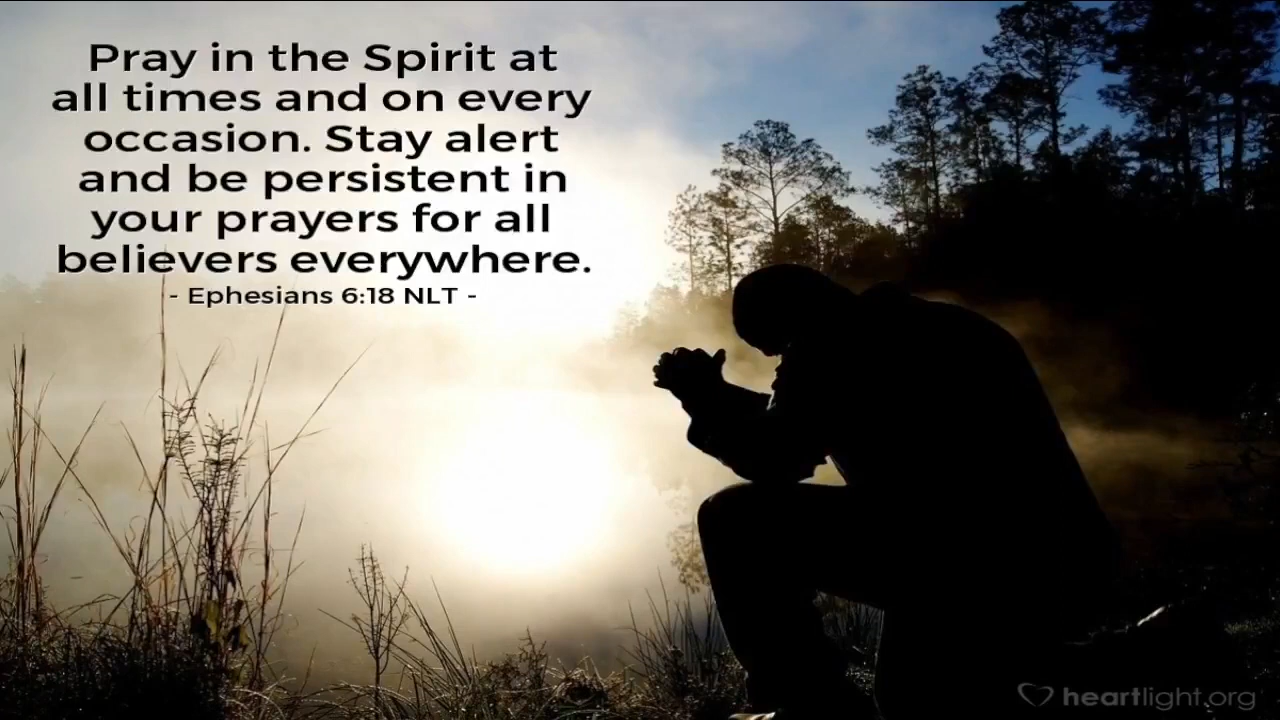 Pray in the Spirit at
all times and on every
occasion. Stay alert
and be persistent in
your prayers for all
believers everywhere.
- Ephesians 6:18 NLT -
heartlight.org